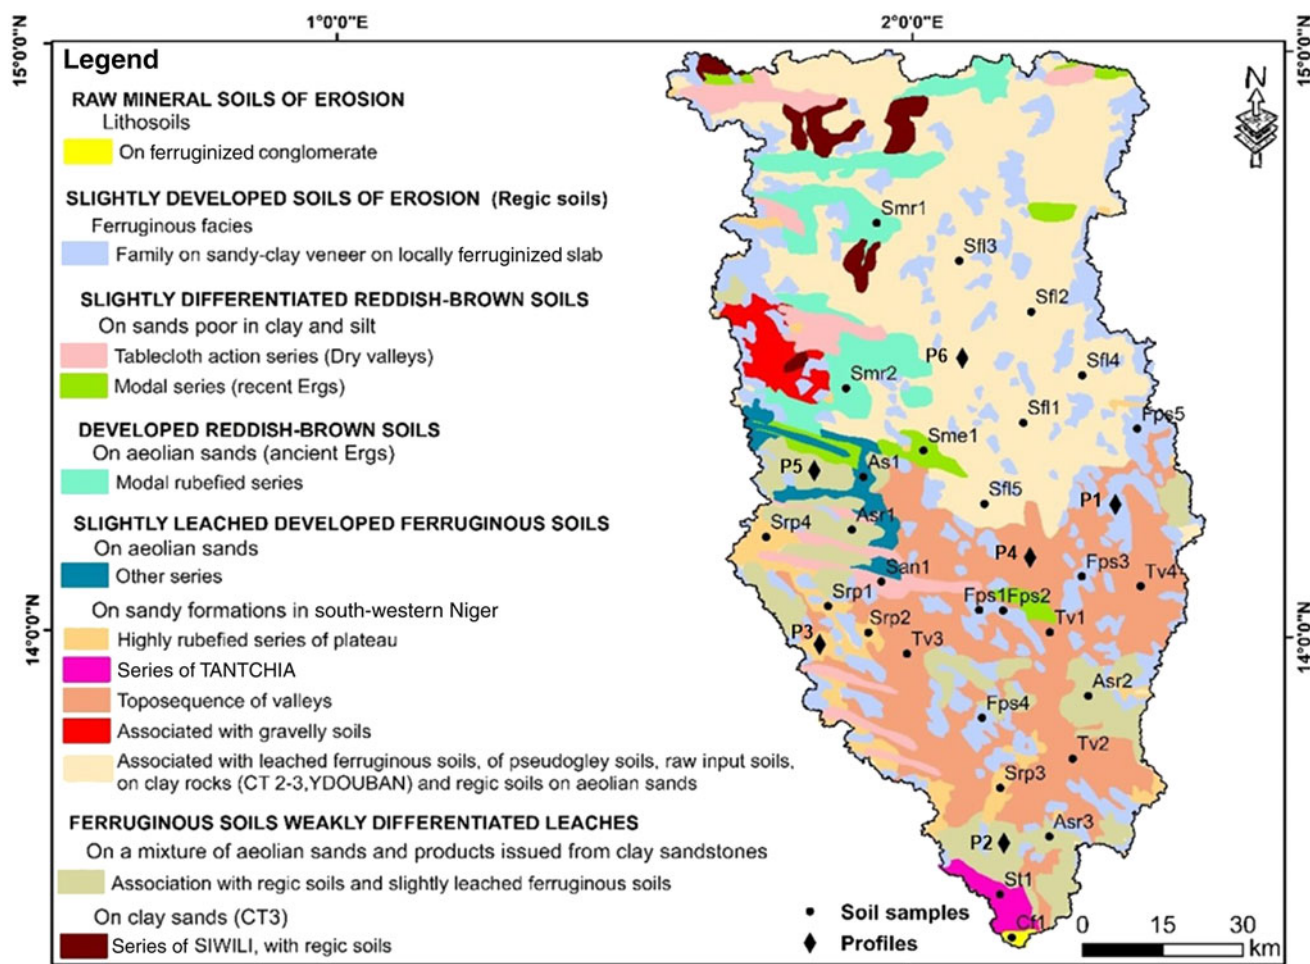 1°0'0"E
2°0'0"E
15°0'0"N
15°0'0"N
Legend
RAW MINERAL SOILS OF EROSION
Lithosoils
On ferruginized conglomerate
SLIGHTLY DEVELOPED SOILS OF EROSION (Regic soils)
Ferruginous facies
Family on sandy-clay veneer on locally ferruginized slab
SLIGHTLY DIFFERENTIATED REDDISH-BROWN SOILS
On sands poor in clay and silt
Tablecloth action series (Dry valleys)
Modal series (recent Ergs)
DEVELOPED REDDISH-BROWN SOILS
On aeolian sands (ancient Ergs)
Modal rubefied series
SLIGHTLY LEACHED DEVELOPED FERRUGINOUS SOILS
On aeolian sands
Other series
On sandy formations in south-western Niger
Highly rubefied series of plateau
Series of TANTCHIA
Toposequence of valleys
Associated with gravelly soils
Associated with leached ferruginous soils, of pseudogley soils, raw input soils,
on clay rocks (CT 2-3,YDOUBAN) and regic soils on aeolian sands
FERRUGINOUS SOILS WEAKLY DIFFERENTIATED LEACHES
On a mixture of aeolian sands and products issued from clay sandstones
Association with regic soils and slightly leached ferruginous soils
On clay sands (CT3)
Series of SIWILI, with regic soils
14°0'0"N
14°0'0"N
N
Smr1
Sfl3
Sfl2
P6
Sfl4
Smr2
Sfl1
Fps5
Sme1
P5
As1
Sfl5
P1
Srp4
Asr1
P4
San1
Fps3
Tv4
Srp1
Fps1
Fps2
Srp2
Tv1
P3
Tv3
Asr2
Fps4
Tv2
Srp3
Asr3
P2
St1
Cf1
Soil samples
Profiles
0 15 30
km